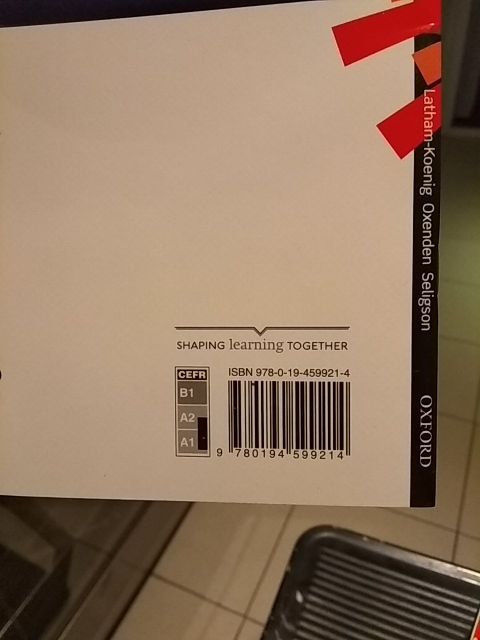 Latham-Koenig Oxenden Seligson
OXFORD
SHAPING learning TOGETHER
CEFR
B1
A2
A1
ISBN 978-0-19-459921-4
9 780194 599214